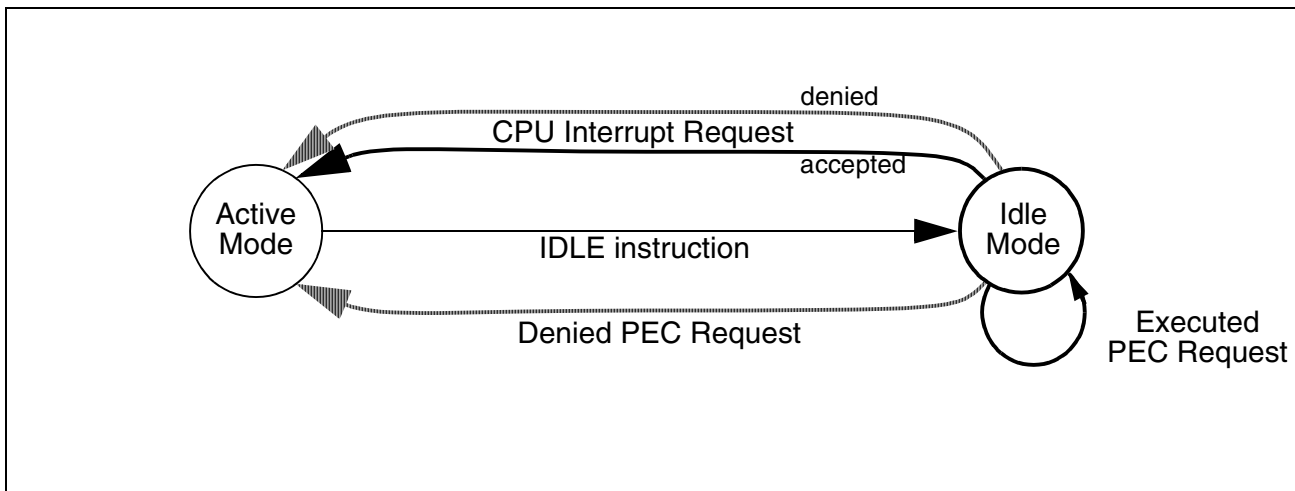 denied
CPU Interrupt Request
accepted
Active
Mode
Idle
Mode
IDLE instruction
Denied PEC Request
Executed
PEC Request